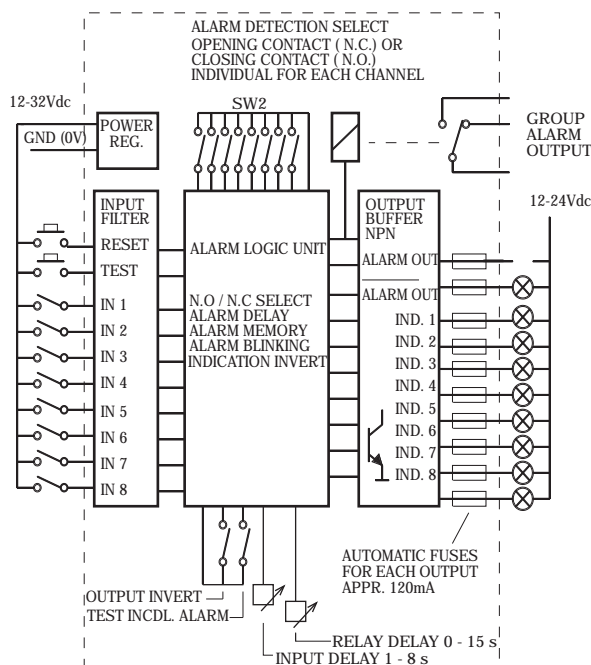 ALARM DETECTION SELECT
OPENING CONTACT ( N.C.) OR
CLOSING CONTACT ( N.O.)
INDIVIDUAL FOR EACH CHANNEL
12-32Vdc
SW2
GND (0V)
POWER
REG.
GROUP
ALARM
OUTPUT
12-24Vdc
INPUT
FILTER
RESET
TEST
IN 1
IN 2
IN 3
IN 4
IN 5
IN 6
IN 7
IN 8
ALARM LOGIC UNIT
N.O / N.C SELECT
ALARM DELAY
ALARM MEMORY
ALARM BLINKING
INDICATION INVERT
OUTPUT
BUFFER
NPN
ALARM OUT
ALARM OUT
IND. 1
IND. 2
IND. 3
IND. 4
IND. 5
IND. 6
IND. 7
IND. 8
AUTOMATIC FUSES
FOR EACH OUTPUT
APPR. 120mA
OUTPUT INVERT
TEST INCDL. ALARM
RELAY DELAY 0 - 15 s
INPUT DELAY 1 - 8 s